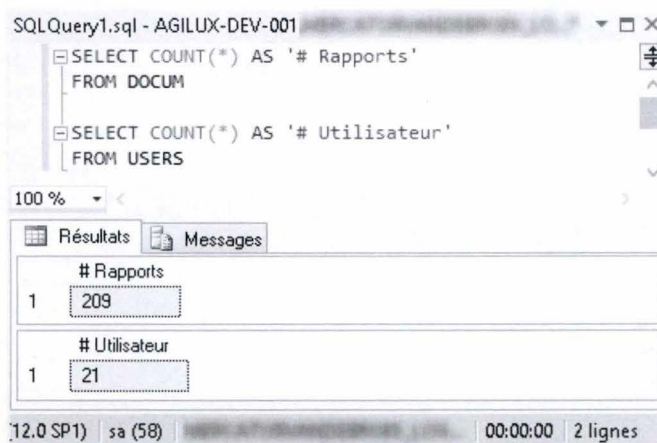 SQLQuery1.sql - AGILUX-DEV-001
SELECT COUNT(*) AS '# Rapports'
FROM DOCUM
SELECT COUNT(*) AS '# Utilisateur'
FROM USERS
100 %
Résultats Messages
# Rapports
1 209
# Utilisateur
1 21
12.0 SP1) sa (58) 00:00:00 2 lignes